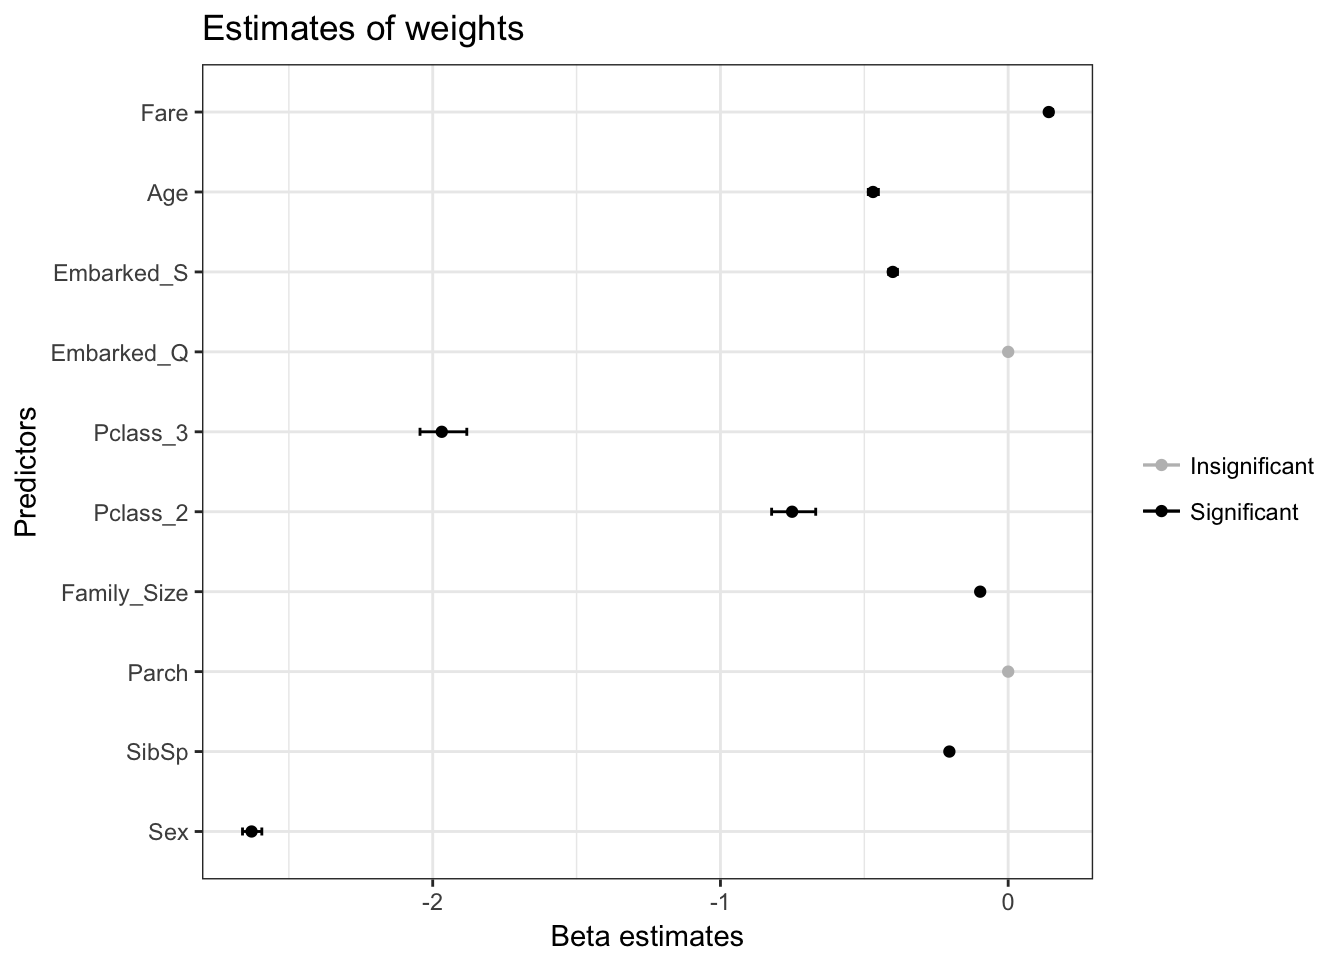 Estimates of weights
Fare
Age
Embarked_S
Embarked_Q
Pclass_3
Pclass_2
Family_Size
Parch
SibSp
Sex
Predictors
-2
-1
0
Beta estimates
Insignificant
Significant